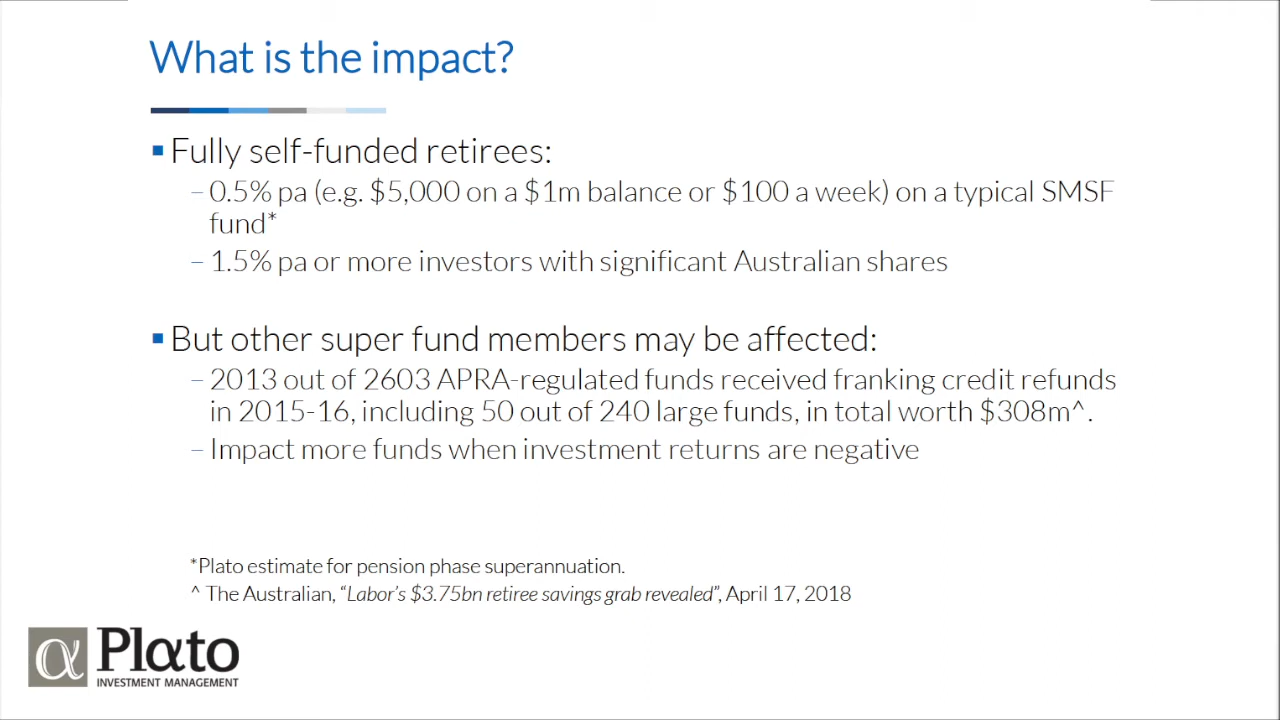 What is the impact?
Fully self-funded retirees:
– 0.5% pa (e.g. $5,000 on a $1m balance or $100 a week) on a typical SMSF
fund*
– 1.5% pa or more investors with significant Australian shares
But other super fund members may be affected:
– 2013 out of 2603 APRA-regulated funds received franking credit refunds
in 2015-16, including 50 out of 240 large funds, in total worth $308m^.
– Impact more funds when investment returns are negative
*Plato estimate for pension phase superannuation.
^ The Australian, “Labor’s $3.75bn retiree savings grab revealed”, April 17, 2018
α Plαto
INVESTMENT MANAGEMENT